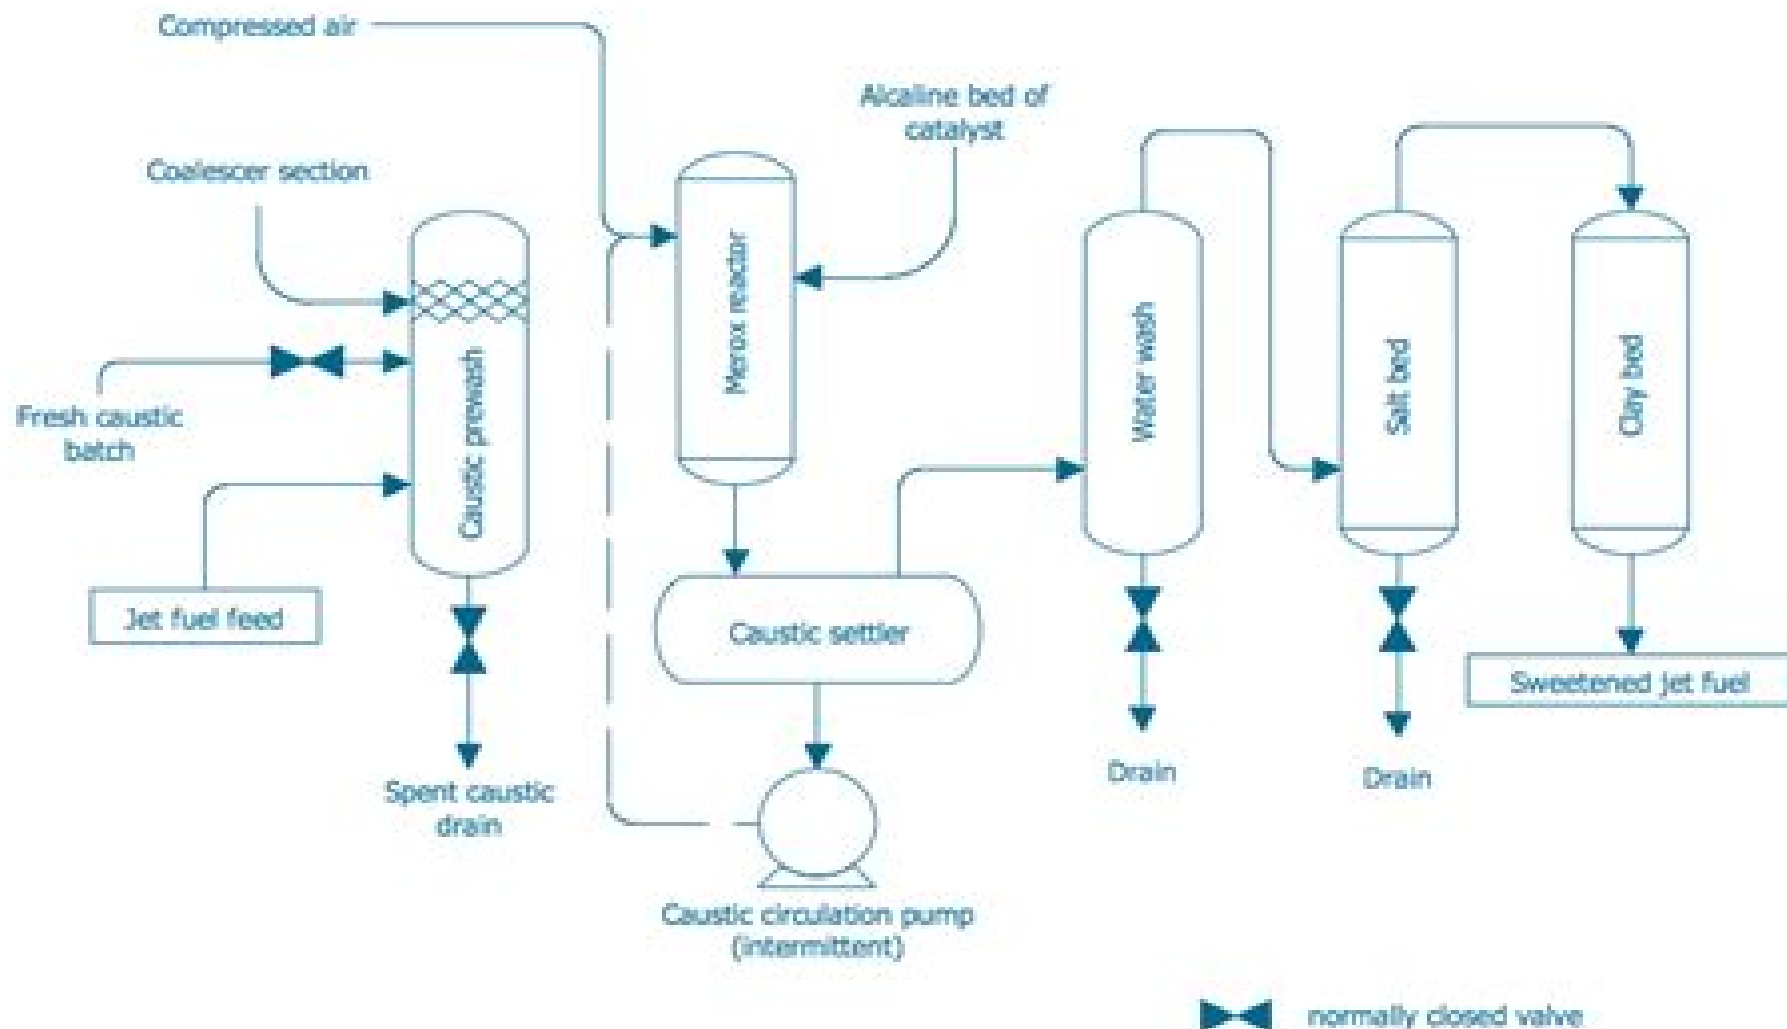 Compressed air
Alcaline bed of
catalyst
Coalescer section
Merox reactor
Water wash
Salt bed
Clay bed
Caustic prewash
Fresh caustic
batch
Jet fuel feed
Caustic settler
Sweetened jet fuel
Drain
Drain
Spent caustic
drain
Caustic circulation pump
(intermittent)
normally closed valve